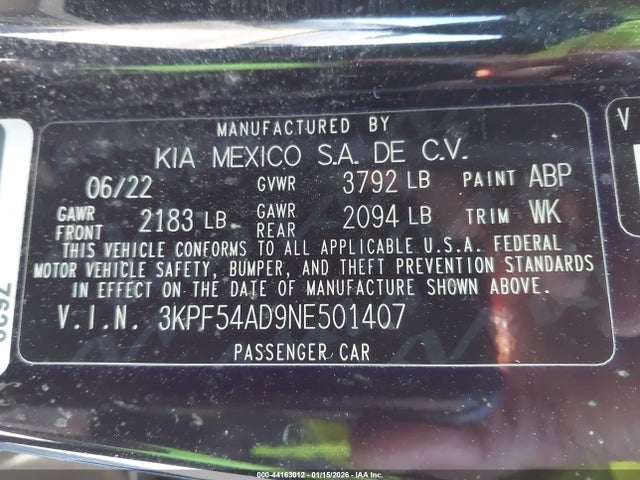 MANUFACTURED BY
KIA MEXICO S.A. DE C.V.
06/22 GVWR 3792 LB PAINT ABP
GAWR FRONT 2183 LB GAWR REAR 2094 LB TRIM WK
THIS VEHICLE CONFORMS TO ALL APPLICABLE U.S.A. FEDERAL
MOTOR VEHICLE SAFETY, BUMPER, AND THEFT PREVENTION STANDARDS
IN EFFECT ON THE DATE OF MANUFACTURE SHOWN ABOVE.
V.I.N. 3KPF54AD9NE501407
PASSENGER CAR
V
000-44163012 - 01/15/2026 - Copyright IAA, Inc.